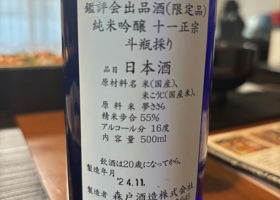 鑑評会出品酒(限定品)
純米吟醸 十一正宗
斗瓶採り
品目 日本酒
原材料名 米(国産)、
米こうじ(国産米)、
原料米 夢ささら
精米歩合 55%
アルコール分 16度
内容量 500ml
飲酒は20歳になってから。
製造年月
'24.11.
製造者 森戸酒造株式会社